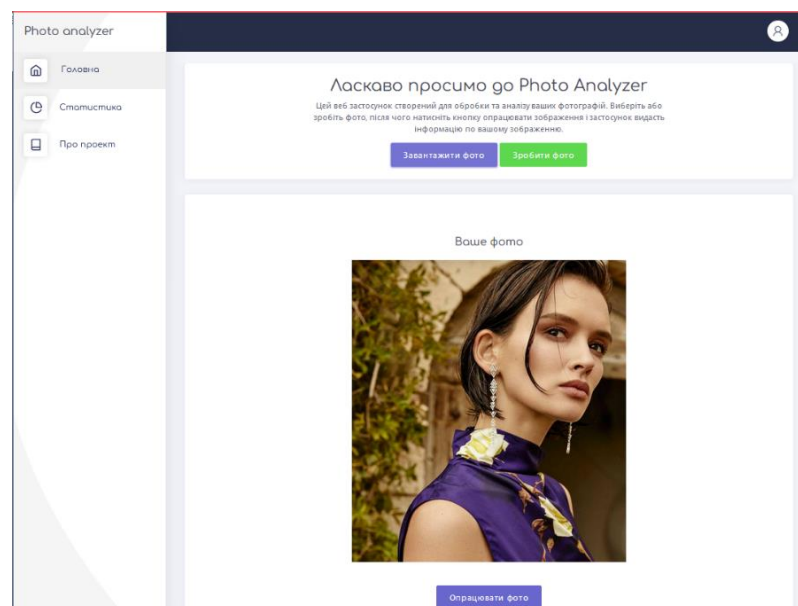 Photo analyzer
Головна
Статистика
Про проект
Ласкаво просимо до Photo Analyzer
Цей веб застосунок створений для обробки та аналізу ваших фотографій. Виберіть або
зробіть фото, після чого натисніть кнопку опрацювати зображення і застосунок видасть
інформацію по вашому зображенню.
Завантажити фото
Зробити фото
Ваше фото
Опрацювати фото